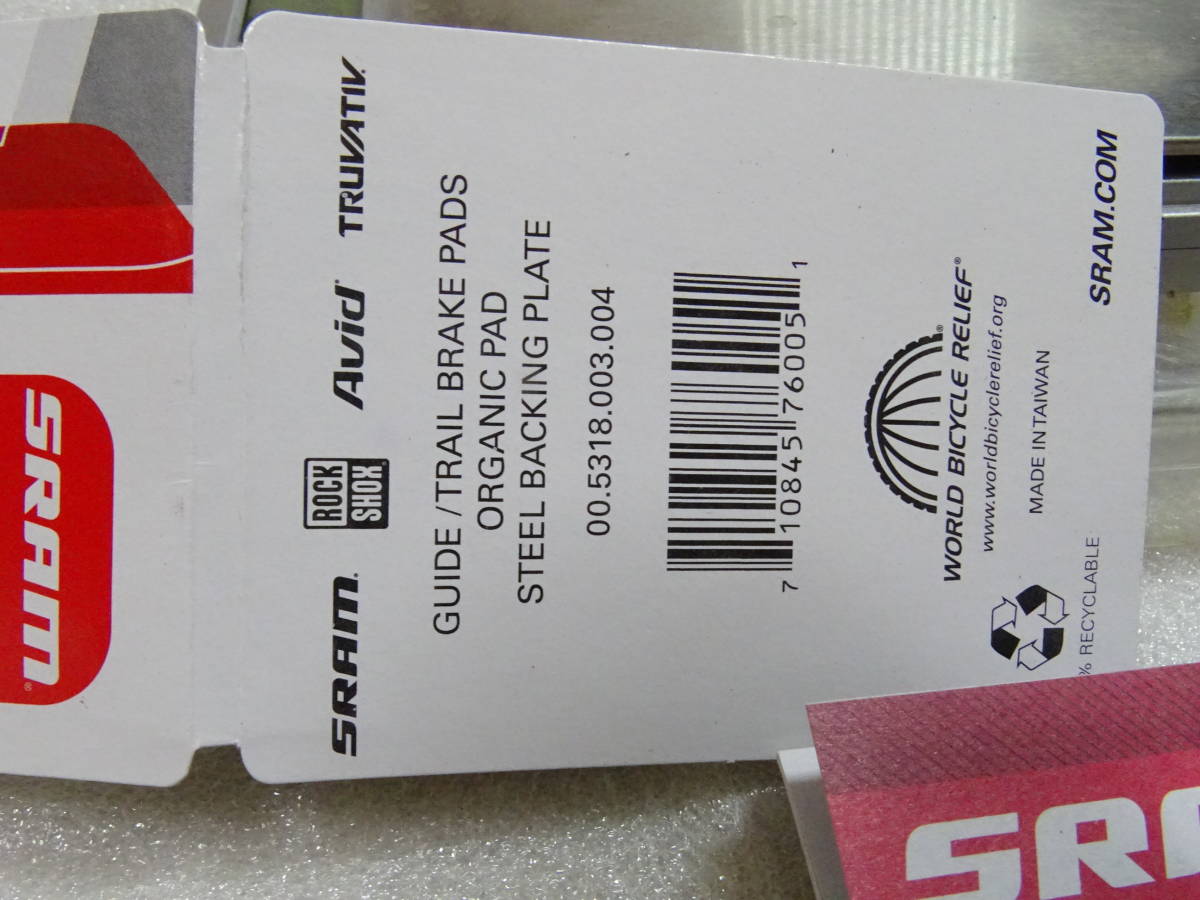 SRAM
SRAM ROCK SHOX Avid TRUVATIV
GUIDE / TRAIL BRAKE PADS
ORGANIC PAD
STEEL BACKING PLATE
00.5318.003.004
7 10845 76005 1
WORLD BICYCLE RELIEF®
www.worldbicyclerelief.org
MADE IN TAIWAN
% RECYCLABLE
SRAM.COM
SRA